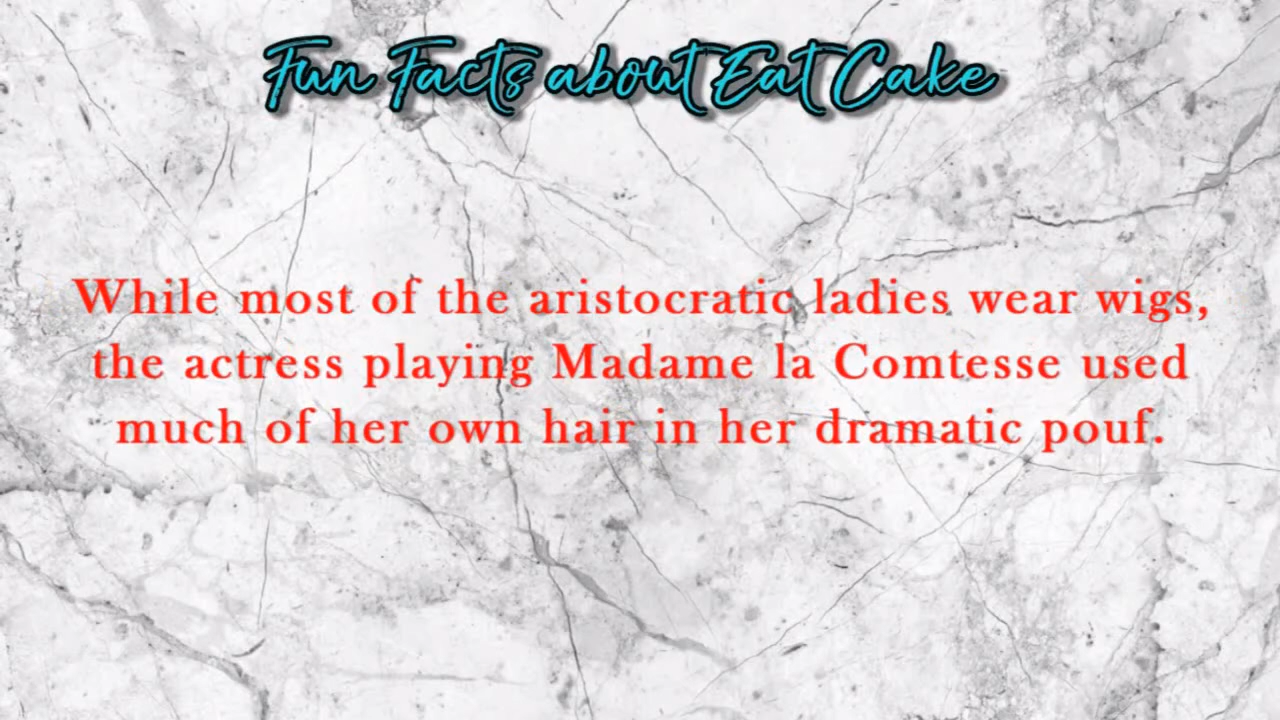 Fun Facts about Eat Cake
While most of the aristocratic ladies wear wigs,
the actress playing Madame la Comtesse used
much of her own hair in her dramatic pouf.